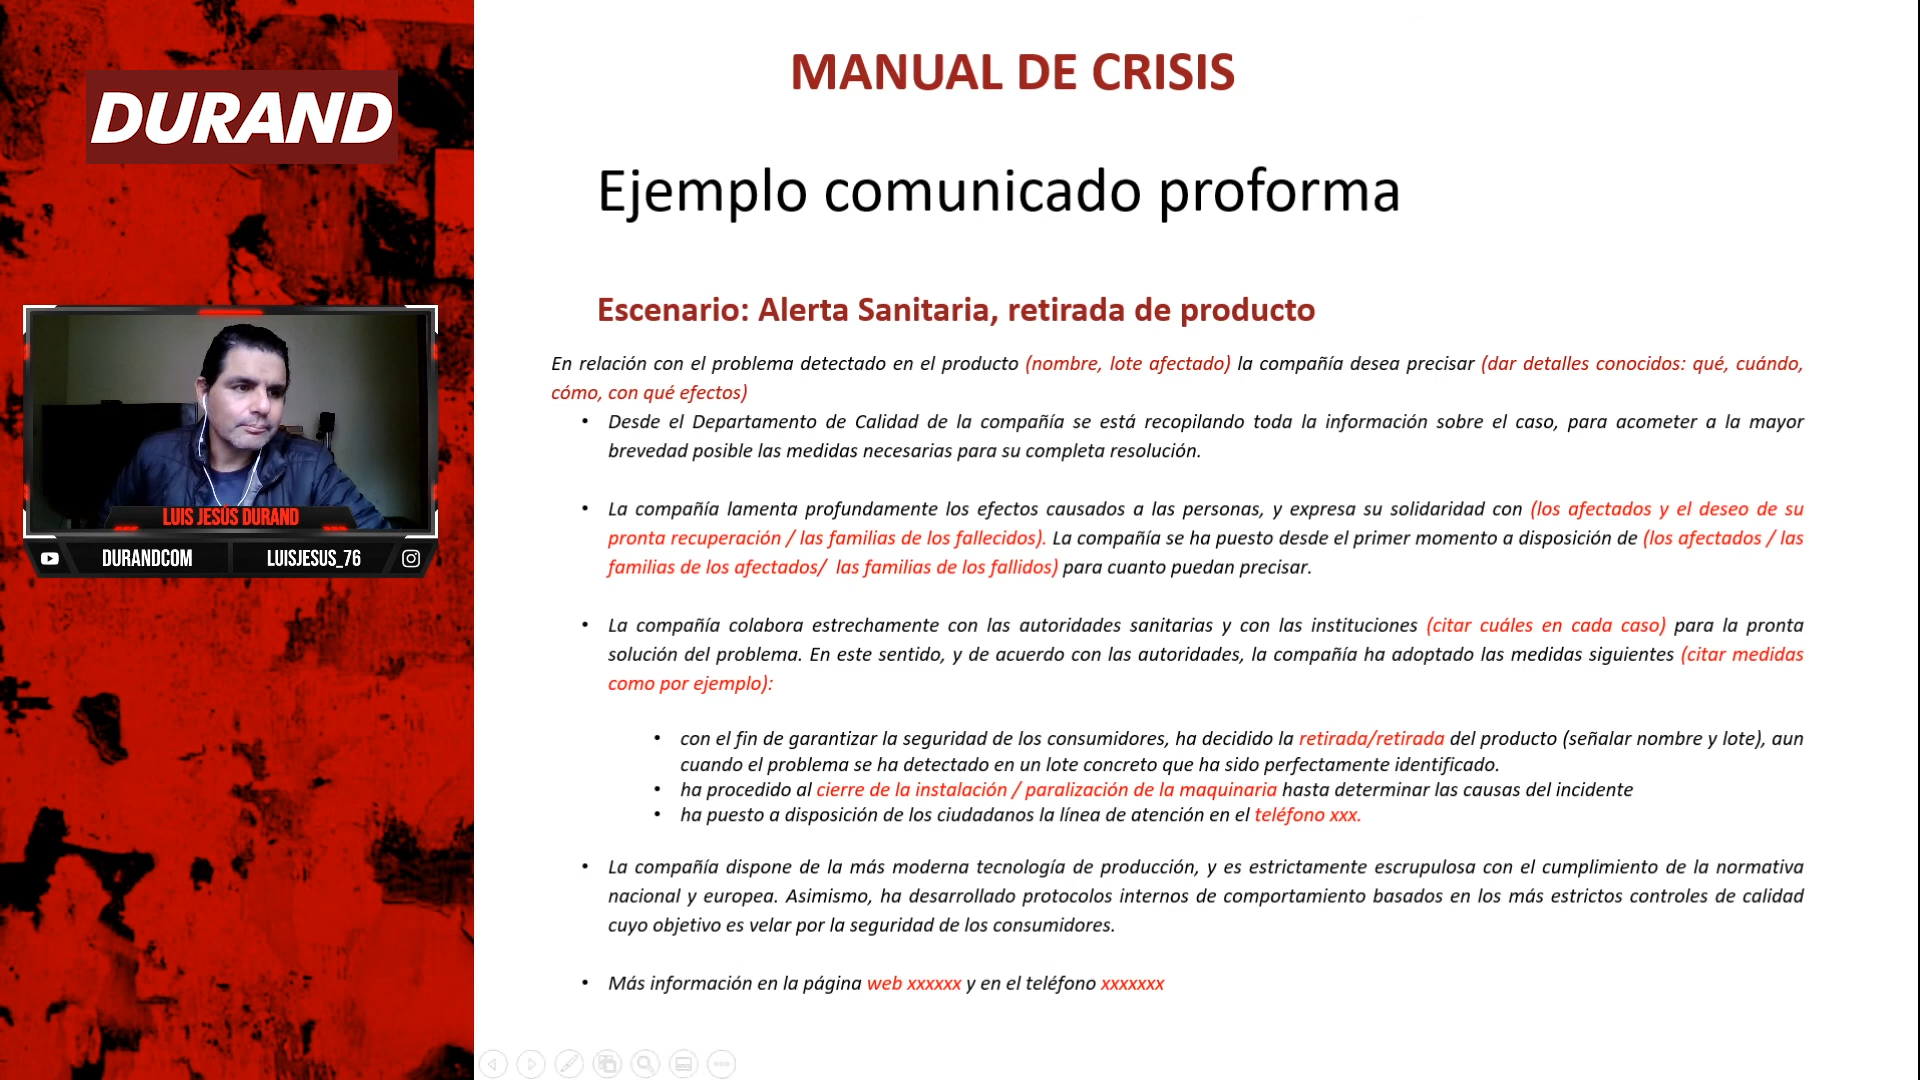 DURAND
LUIS JESÚS DURAND
DURANDCOM
LUISJESUS_76
MANUAL DE CRISIS
Ejemplo comunicado proforma
Escenario: Alerta Sanitaria, retirada de producto
En relación con el problema detectado en el producto (nombre, lote afectado) la compañía desea precisar (dar detalles conocidos: qué, cuándo,
cómo, con qué efectos)
• Desde el Departamento de Calidad de la compañía se está recopilando toda la información sobre el caso, para acometer a la mayor
brevedad posible las medidas necesarias para su completa resolución.
• La compañía lamenta profundamente los efectos causados a las personas, y expresa su solidaridad con (los afectados y el deseo de su
pronta recuperación / las familias de los fallecidos). La compañía se ha puesto desde el primer momento a disposición de (los afectados / las
familias de los afectados/ las familias de los fallidos) para cuanto puedan precisar.
• La compañía colabora estrechamente con las autoridades sanitarias y con las instituciones (citar cuáles en cada caso) para la pronta
solución del problema. En este sentido, y de acuerdo con las autoridades, la compañía ha adoptado las medidas siguientes (citar medidas
como por ejemplo):
• con el fin de garantizar la seguridad de los consumidores, ha decidido la retirada/retirada del producto (señalar nombre y lote), aun
cuando el problema se ha detectado en un lote concreto que ha sido perfectamente identificado.
• ha procedido al cierre de la instalación / paralización de la maquinaria hasta determinar las causas del incidente
• ha puesto a disposición de los ciudadanos la línea de atención en el teléfono xxx.
• La compañía dispone de la más moderna tecnología de producción, y es estrictamente escrupulosa con el cumplimiento de la normativa
nacional y europea. Asimismo, ha desarrollado protocolos internos de comportamiento basados en los más estrictos controles de calidad
cuyo objetivo es velar por la seguridad de los consumidores.
• Más información en la página web xxxxxx y en el teléfono xxxxxxx